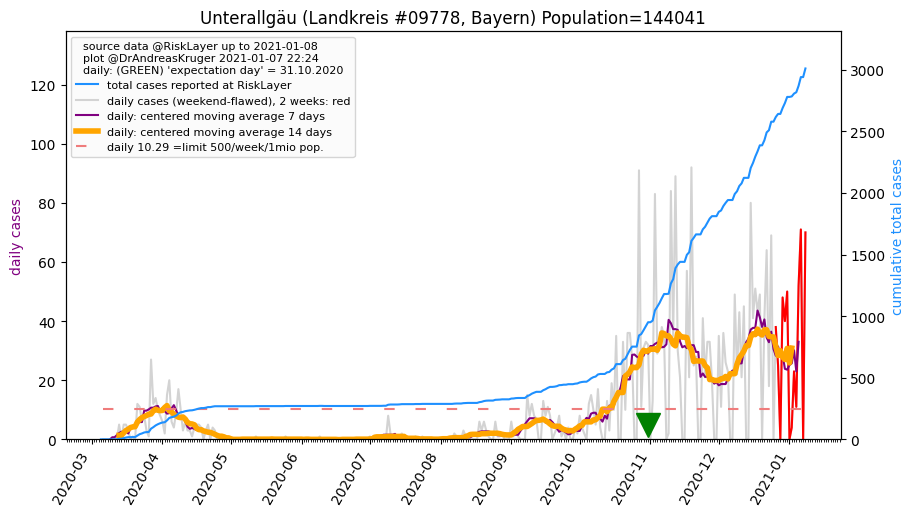 Unterallgäu (Landkreis #09778, Bayern) Population=144041
source data @RiskLayer up to 2021-01-08
plot @DrAndreasKruger 2021-01-07 22:24
daily: (GREEN) 'expectation day' = 31.10.2020
total cases reported at RiskLayer
daily cases (weekend-flawed), 2 weeks: red
daily: centered moving average 7 days
daily: centered moving average 14 days
daily 10.29 =limit 500/week/1mio pop.
daily cases
120
100
80
60
40
20
0
cumulative total cases
3000
2500
2000
1500
1000
500
0
2020-03
2020-04
2020-05
2020-06
2020-07
2020-08
2020-09
2020-10
2020-11
2020-12
2021-01